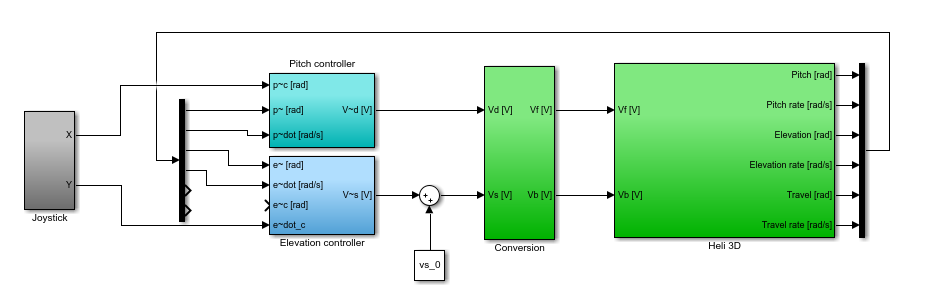 Pitch controller
p~c [rad]
p~ [rad]
p~dot [rad/s]
V~d [V]
X
Y
Joystick
e~ [rad]
e~dot [rad/s]
e~c [rad]
e~dot_c
V~s [V]
Elevation controller
vs_0
Vd [V]
Vf [V]
Vs [V]
Vb [V]
Conversion
Vf [V]
Vb [V]
Pitch [rad]
Pitch rate [rad/s]
Elevation [rad]
Elevation rate [rad/s]
Travel [rad]
Travel rate [rad/s]
Heli 3D